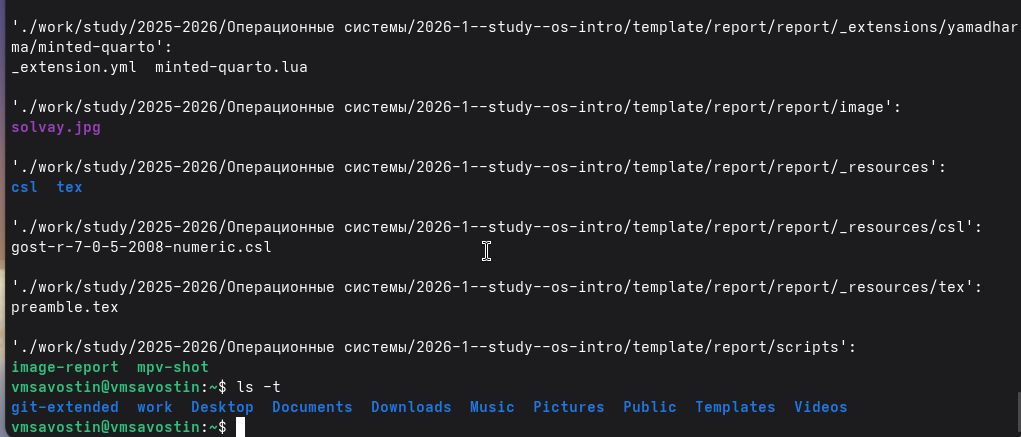 './work/study/2025-2026/Операционные системы/2026-1--study--os-intro/template/report/report/_extensions/yamadhar
ma/minted-quarto':
_extension.yml  minted-quarto.lua
'./work/study/2025-2026/Операционные системы/2026-1--study--os-intro/template/report/report/image':
solvay.jpg
'./work/study/2025-2026/Операционные системы/2026-1--study--os-intro/template/report/report/_resources':
csl  tex
'./work/study/2025-2026/Операционные системы/2026-1--study--os-intro/template/report/report/_resources/csl':
gost-r-7-0-5-2008-numeric.csl
'./work/study/2025-2026/Операционные системы/2026-1--study--os-intro/template/report/report/_resources/tex':
preamble.tex
'./work/study/2025-2026/Операционные системы/2026-1--study--os-intro/template/report/scripts':
image-report  mpv-shot
vmsavostin@vmsavostin:~$ ls -t
git-extended  work  Desktop  Documents  Downloads  Music  Pictures  Public  Templates  Videos
vmsavostin@vmsavostin:~$